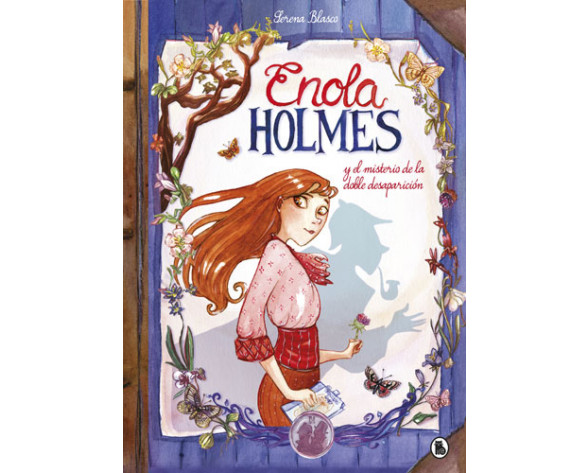 Serena Blasco
Enola
HOLMES
y el misterio de la
doble desaparición